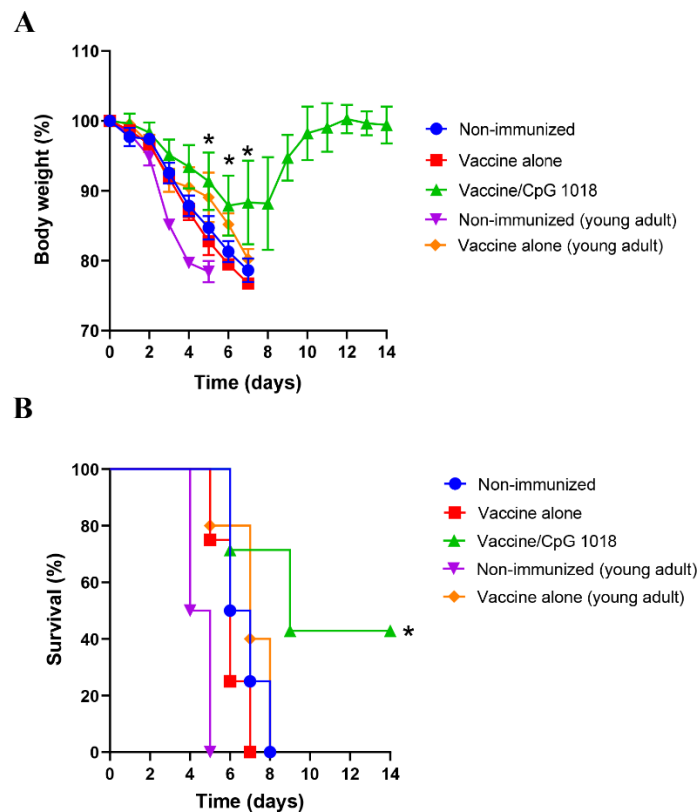 A
110
100
90
80
70
Body weight (%)
* * *
0 2 4 6 8 10 12 14
Time (days)
Non-immunized
Vaccine alone
Vaccine/CpG 1018
Non-immunized (young adult)
Vaccine alone (young adult)
B
100
80
60
40
20
0
Survival (%)
*
0 2 4 6 8 10 12 14
Time (days)
Non-immunized
Vaccine alone
Vaccine/CpG 1018
Non-immunized (young adult)
Vaccine alone (young adult)